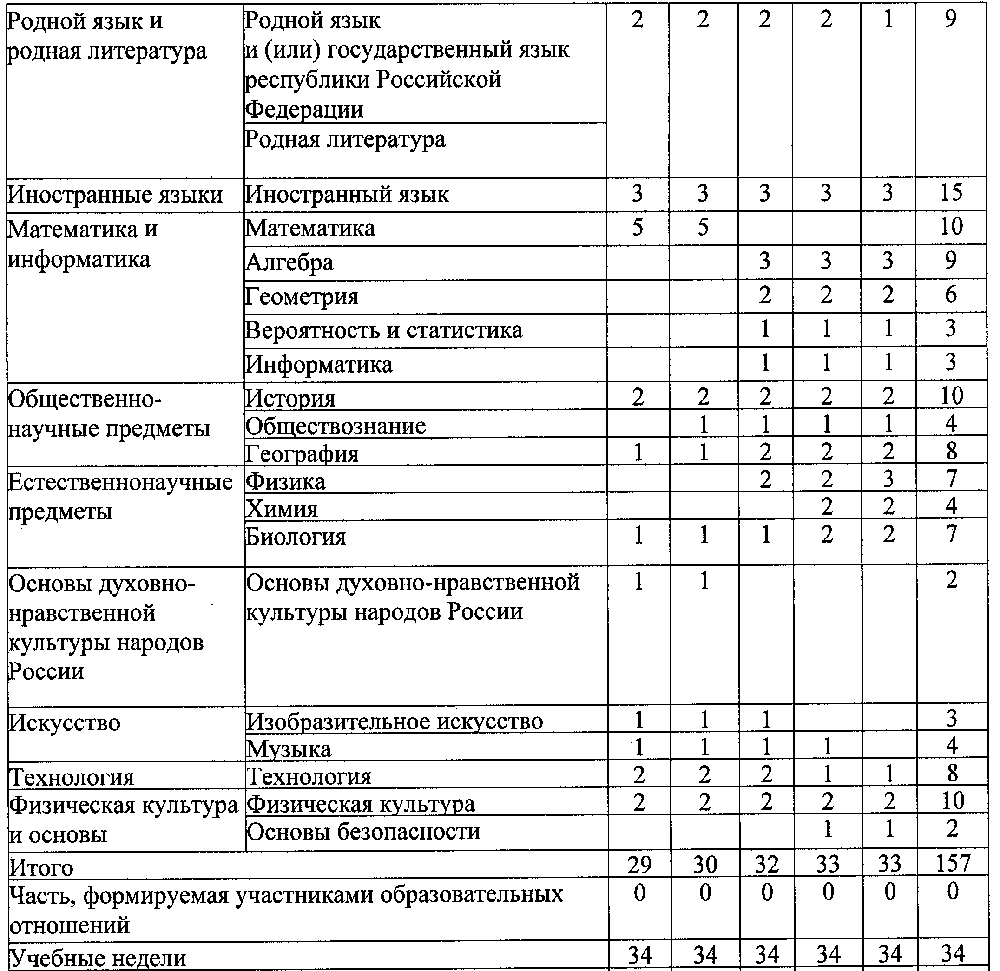 Родной язык и Родной язык 2 2 2 2 1 9
родная литература и (или) государственный язык
республики Российской
Федерации
Родная литература
Иностранные языки Иностранный язык 3 3 3 3 3 15
Математика и Математика 5 5 10
информатика Алгебра 3 3 3 9
Геометрия 2 2 2 6
Вероятность и статистика 1 1 1 3
Информатика 1 1 1 3
Общественно- История 2 2 2 2 2 10
научные предметы Обществознание 1 1 1 1 4
География 1 1 2 2 2 8
Естественнонаучные Физика 2 2 3 7
предметы Химия 2 2 4
Биология 1 1 1 2 2 7
Основы духовно- Основы духовно-нравственной 1 1 2
нравственной культуры народов России
культуры народов
России
Искусство Изобразительное искусство 1 1 1 3
Музыка 1 1 1 1 4
Технология Технология 2 2 2 1 1 8
Физическая культура Физическая культура 2 2 2 2 2 10
и основы Основы безопасности 1 1 2
Итого 29 30 32 33 33 157
Часть, формируемая участниками образовательных 0 0 0 0 0 0
отношений
Учебные недели 34 34 34 34 34 34